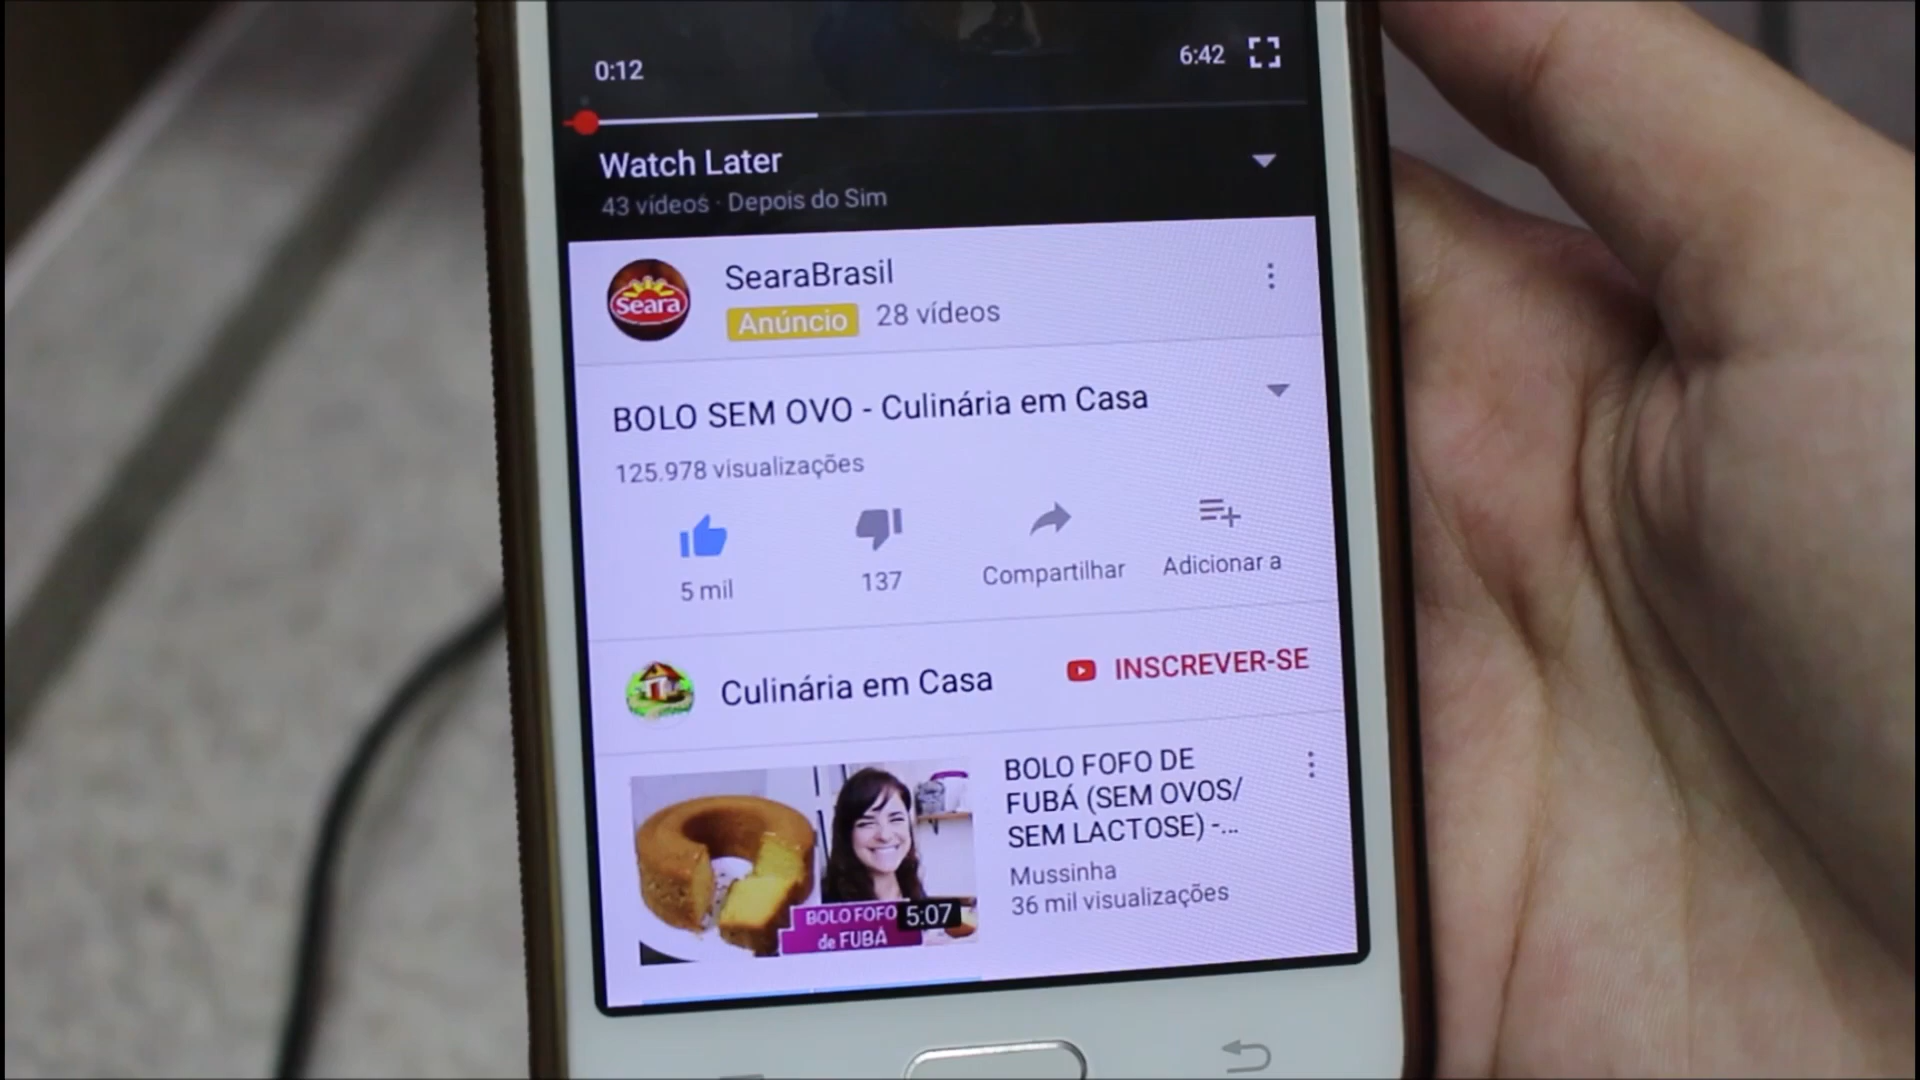 0:12
6:42
Watch Later
43 vídeos · Depois do Sim
Seara
SearaBrasil
Anúncio 28 vídeos
BOLO SEM OVO - Culinária em Casa
125.978 visualizações
5 mil
137
Compartilhar
Adicionar a
Culinária em Casa
INSCREVER-SE
BOLO FOFO
de FUBÁ
5:07
BOLO FOFO DE
FUBÁ (SEM OVOS/
SEM LACTOSE) -...
Mussinha
36 mil visualizações